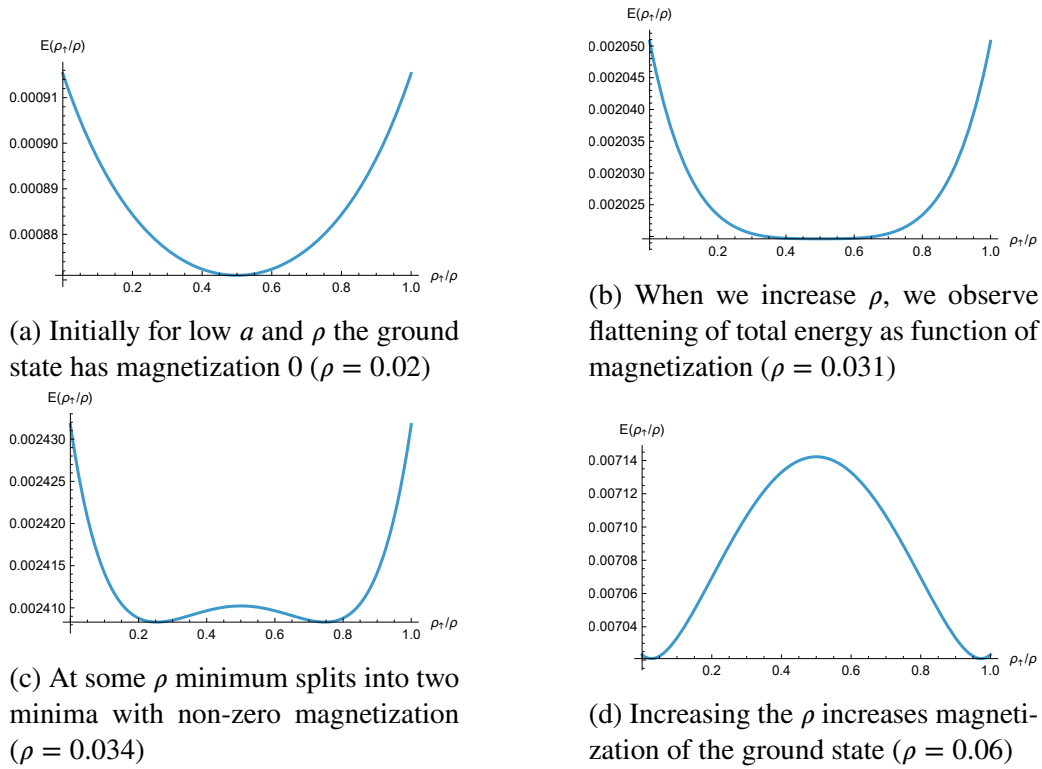 E(ρ↑/ρ)
0.00091
0.00090
0.00089
0.00088
0.2 0.4 0.6 0.8 1.0 ρ↑/ρ
(a) Initially for low a and ρ the ground
state has magnetization 0 (ρ = 0.02)
E(ρ↑/ρ)
0.002050
0.002045
0.002040
0.002035
0.002030
0.002025
0.2 0.4 0.6 0.8 1.0 ρ↑/ρ
(b) When we increase ρ, we observe
flattening of total energy as function of
magnetization (ρ = 0.031)
E(ρ↑/ρ)
0.002430
0.002425
0.002420
0.002415
0.002410
0.2 0.4 0.6 0.8 1.0 ρ↑/ρ
(c) At some ρ minimum splits into two
minima with non-zero magnetization
(ρ = 0.034)
E(ρ↑/ρ)
0.00714
0.00712
0.00710
0.00708
0.00706
0.00704
0.2 0.4 0.6 0.8 1.0 ρ↑/ρ
(d) Increasing the ρ increases magneti-
zation of the ground state (ρ = 0.06)